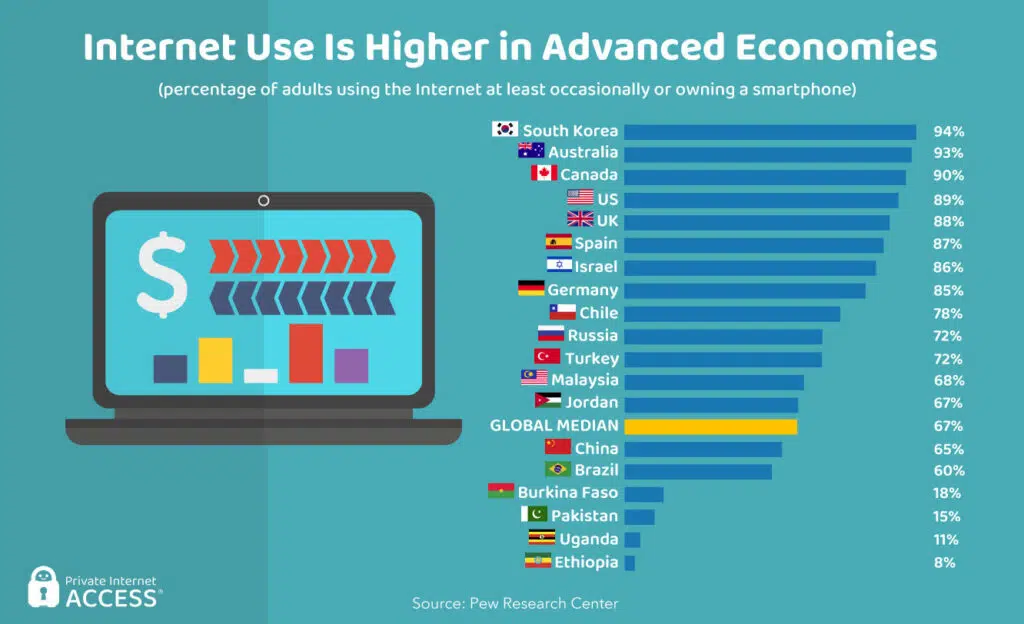 Internet Use Is Higher in Advanced Economies
(percentage of adults using the Internet at least occasionally or owning a smartphone)
South Korea 94%
Australia 93%
Canada 90%
US 89%
UK 88%
Spain 87%
Israel 86%
Germany 85%
Chile 78%
Russia 72%
Turkey 72%
Malaysia 68%
Jordan 67%
GLOBAL MEDIAN 67%
China 65%
Brazil 60%
Burkina Faso 18%
Pakistan 15%
Uganda 11%
Ethiopia 8%
$
Private Internet
ACCESS®
Source: Pew Research Center